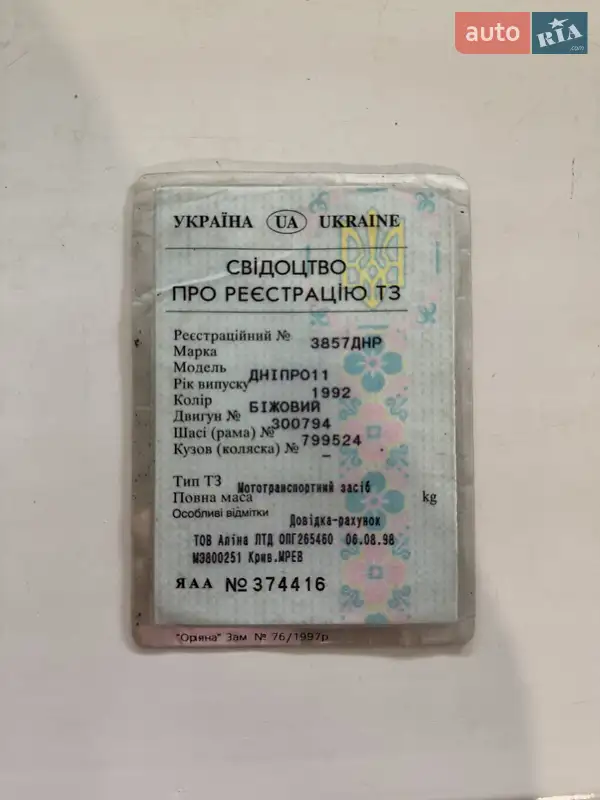 auto RIA .com
УКРАЇНА UA UKRAINE
СВІДОЦТВО
ПРО РЕЄСТРАЦІЮ ТЗ
Реєстраційний № 3857ДНР
Марка
Модель ДНІПРО11
Рік випуску 1992
Колір БІЖОВИЙ
Двигун № 300794
Шасі (рама) № 799524
Кузов (коляска) № –
Тип ТЗ Мототранспортний засіб
Повна маса kg
Особливі відмітки Довідка-рахунок
ТОВ Аліна ЛТД ОПГ265460 06.08.98
МЭ800251 Крив.МРЕВ
ЯАА №374416
"Оріяна" Зам № 76/1997р